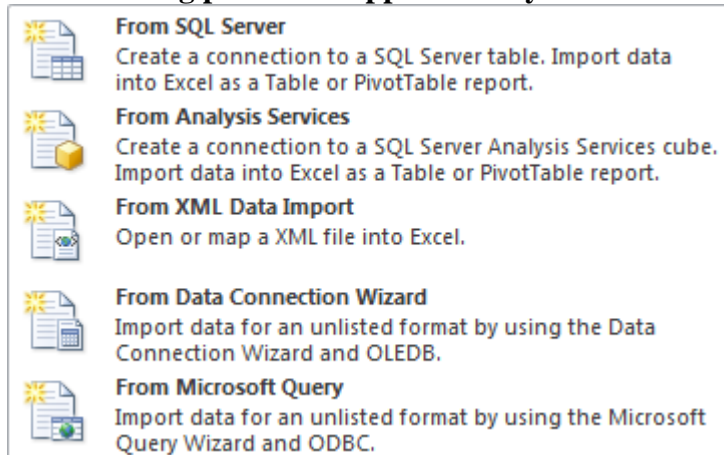 From SQL Server
Create a connection to a SQL Server table. Import data
into Excel as a Table or PivotTable report.
From Analysis Services
Create a connection to a SQL Server Analysis Services cube.
Import data into Excel as a Table or PivotTable report.
From XML Data Import
Open or map a XML file into Excel.
From Data Connection Wizard
Import data for an unlisted format by using the Data
Connection Wizard and OLEDB.
From Microsoft Query
Import data for an unlisted format by using the Microsoft
Query Wizard and ODBC.